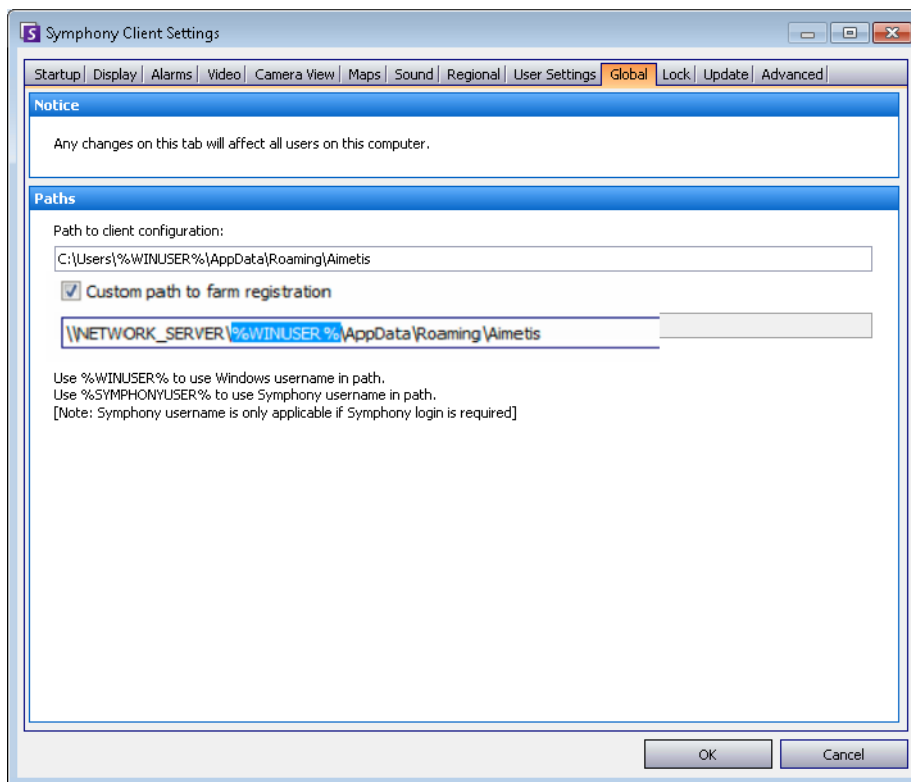 Symphony Client Settings
Startup Display Alarms Video Camera View Maps Sound Regional User Settings Global Lock Update Advanced
Notice
Any changes on this tab will affect all users on this computer.
Paths
Path to client configuration:
C:\Users\%WINUSER%\AppData\Roaming\Aimetis
Custom path to farm registration
\\NETWORK_SERVER\%WINUSER%\AppData\Roaming\Aimetis
Use %WINUSER% to use Windows username in path.
Use %SYMPHONYUSER% to use Symphony username in path.
[Note: Symphony username is only applicable if Symphony login is required]
OK Cancel